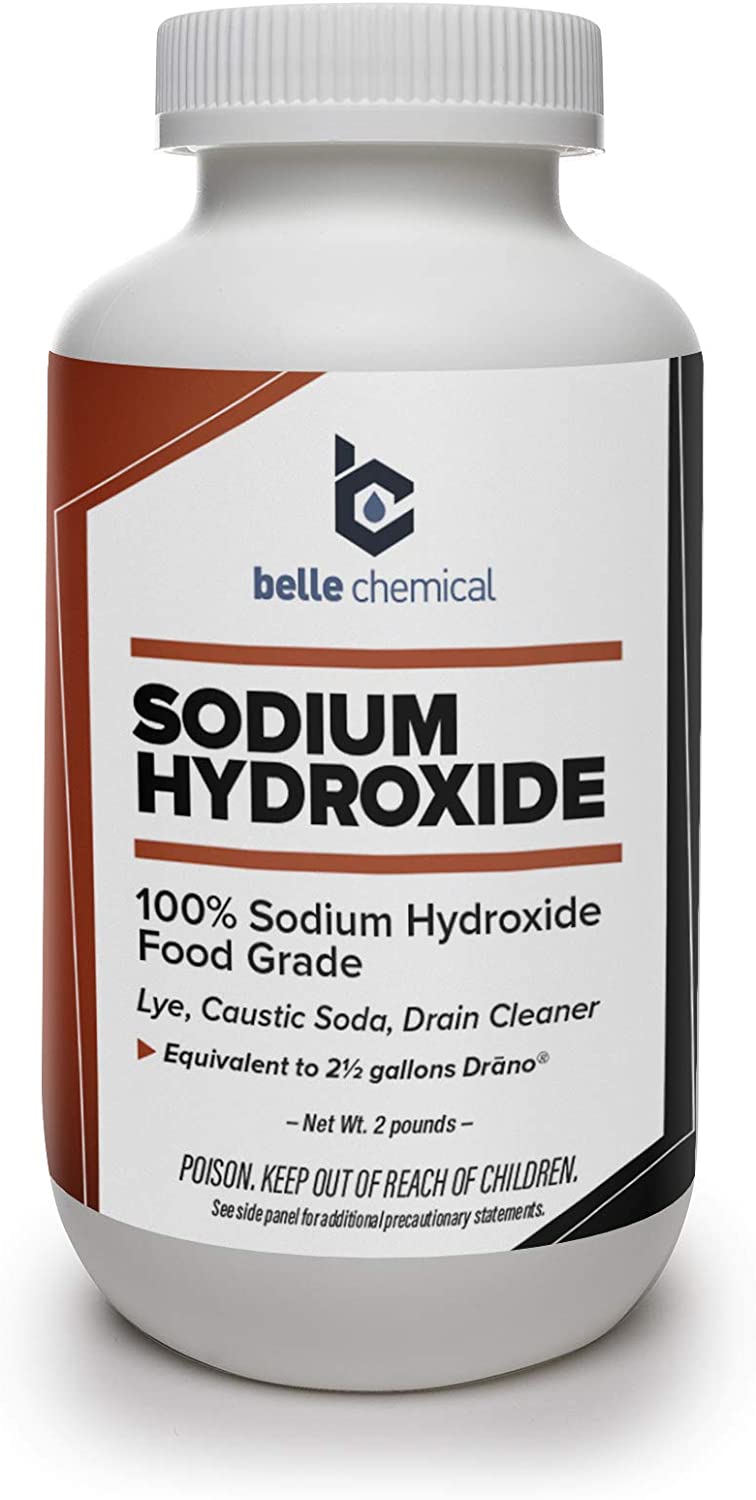 belle chemical
SODIUM
HYDROXIDE
100% Sodium Hydroxide
Food Grade
Lye, Caustic Soda, Drain Cleaner
Equivalent to 2½ gallons Drāno®
– Net Wt. 2 pounds –
POISON. KEEP OUT OF REACH OF CHILDREN.
See side panel for additional precautionary statements.